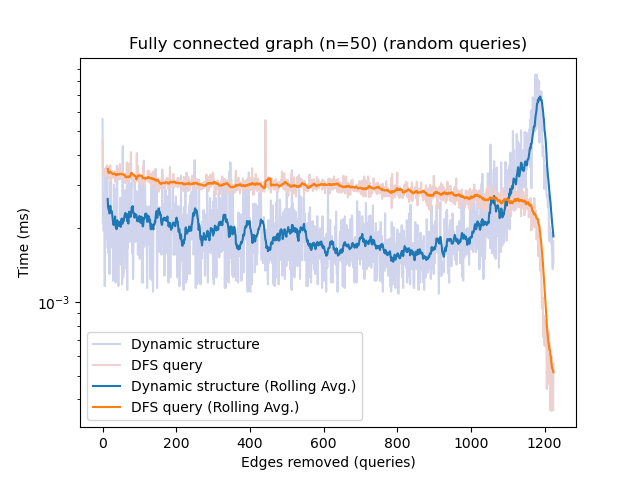 Fully connected graph (n=50) (random queries)
Time (ms)
10⁻³
Dynamic structure
DFS query
Dynamic structure (Rolling Avg.)
DFS query (Rolling Avg.)
0 200 400 600 800 1000 1200
Edges removed (queries)